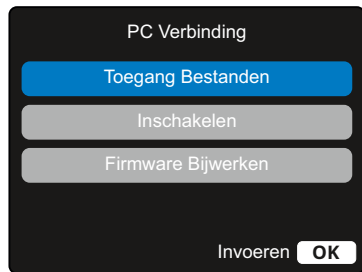 PC Verbinding
Toegang Bestanden
Inschakelen
Firmware Bijwerken
Invoeren OK